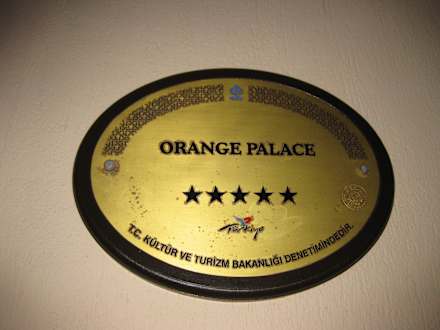 ORANGE PALACE
Türkiye
T.C. KÜLTÜR VE TURİZM BAKANLIĞI DENETİMİNDEDİR.